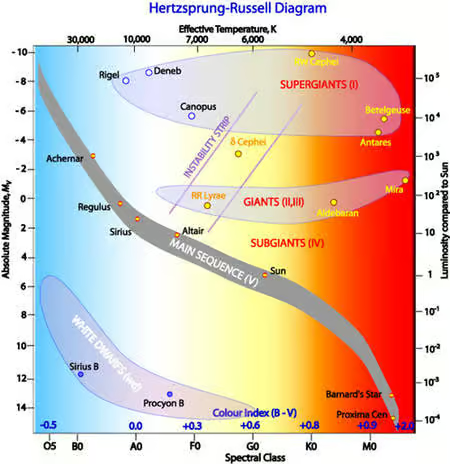 Hertzsprung-Russell Diagram
Effective Temperature, K
30,000 10,000 7,000 6,000 4,000
-10
-8
-6
-4
-2
0
2
4
6
8
10
12
14
Absolute Magnitude, Mv
Rigel
Deneb
SUPERGIANTS (I)
Canopus
Betelgeuse
Antares
INSTABILITY STRIP
δ Cephei
Achernar
Mira
RR Lyrae
GIANTS (II,III)
Aldebaran
Regulus
Sirius
Altair
SUBGIANTS (IV)
MAIN SEQUENCE (V)
Sun
WHITE DWARFS
Sirius B
Procyon B
Barnard's Star
Proxima Cen
Colour Index (B - V)
-0.5 0.0 +0.3 +0.6 +0.8 +0.9 +2.0
O5 B0 A0 F0 G0 K0 M0
Spectral Class
10⁵
10⁴
10³
10²
10
1
10⁻¹
10⁻²
10⁻³
10⁻⁴
Luminosity compared to Sun